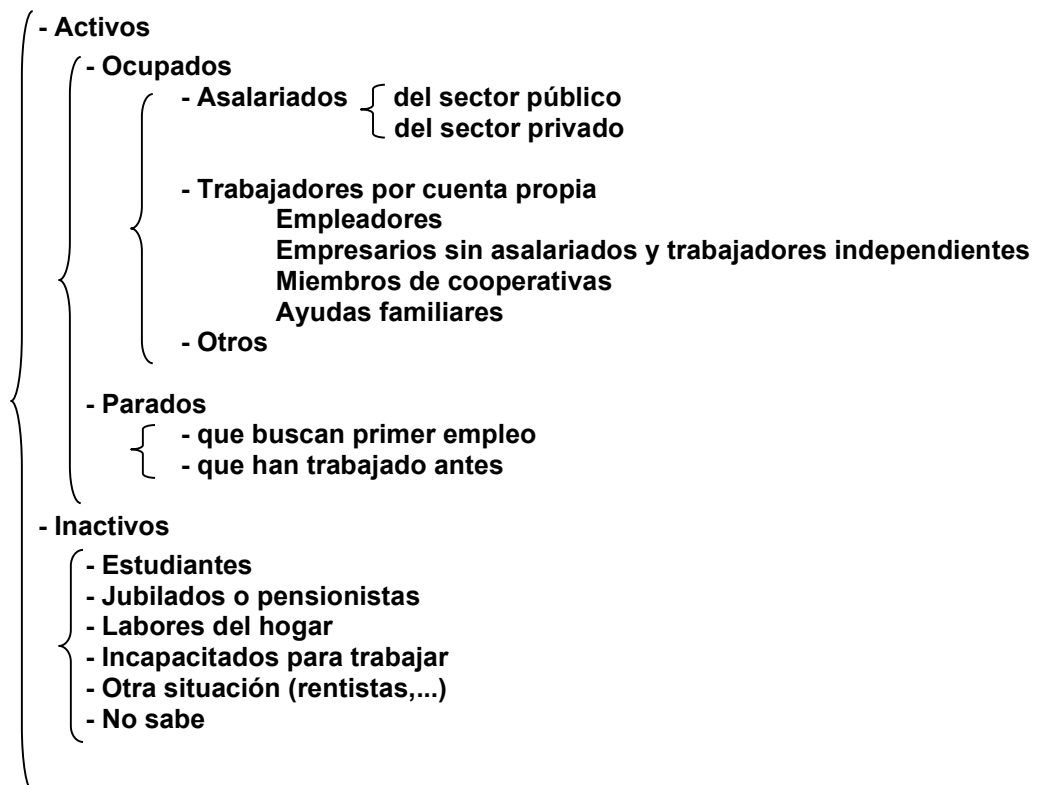 - Activos
- Ocupados
- Asalariados del sector público
del sector privado
- Trabajadores por cuenta propia
Empleadores
Empresarios sin asalariados y trabajadores independientes
Miembros de cooperativas
Ayudas familiares
- Otros
- Parados
- que buscan primer empleo
- que han trabajado antes
- Inactivos
- Estudiantes
- Jubilados o pensionistas
- Labores del hogar
- Incapacitados para trabajar
- Otra situación (rentistas,...)
- No sabe